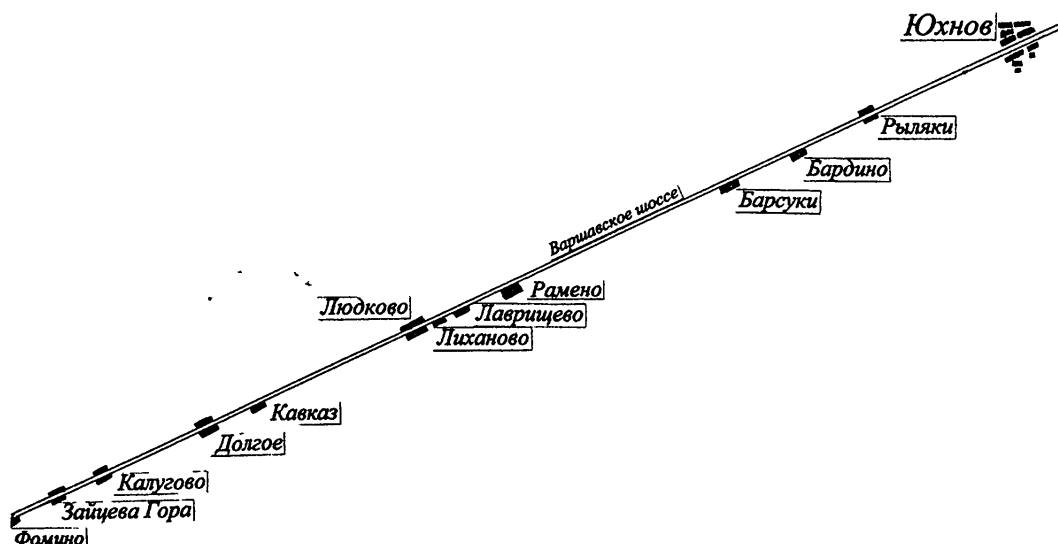 Юхнов
Рыляки
Бардино
Барсуки
Варшавское шоссе
Рамено
Людково
Лаврищево
Лиханово
Кавказ
Долгое
Калугово
Зайцева Гора
Фомино